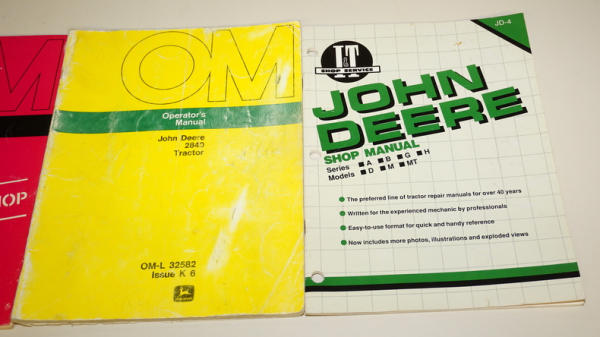 M
HOP
OM
Operator's
Manual
John Deere
2840
Tractor
OM-L 32582
Issue K 6
JD-4
I&T
SHOP SERVICE
JOHN
DEERE
SHOP MANUAL
Series ■ A ■ B ■ G ■ H
Models ■ D ■ M ■ MT
The preferred line of tractor repair manuals for over 40 years
Written for the experienced mechanic by professionals
Easy-to-use format for quick and handy reference
Now includes more photos, illustrations and exploded views